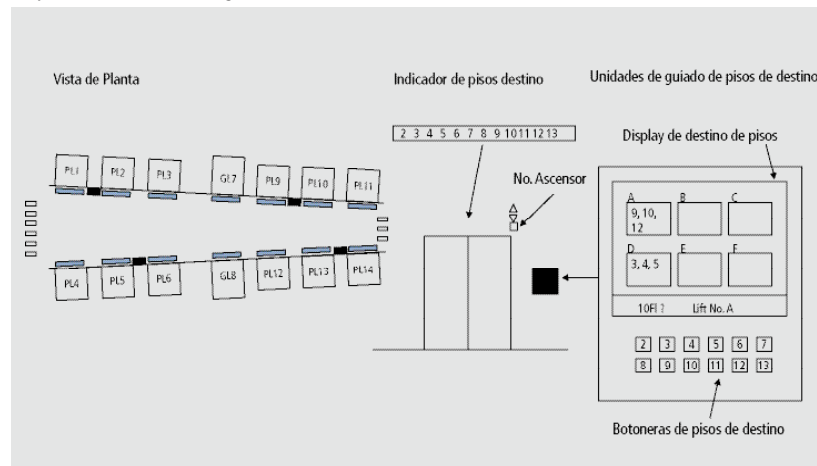 Vista de Planta
Indicador de pisos destino
Unidades de guiado de pisos de destino
Display de destino de pisos
2 3 4 5 6 7 8 9 10 11 12 13
No. Ascensor
PL1 PL2 PL3 GL7 PL9 PL10 PL11
PL4 PL5 PL6 GL8 PL12 PL13 PL14
A B C
9, 10,
12
D E F
3, 4, 5
10Fl ? Lift No. A
2 3 4 5 6 7
8 9 10 11 12 13
Botoneras de pisos de destino